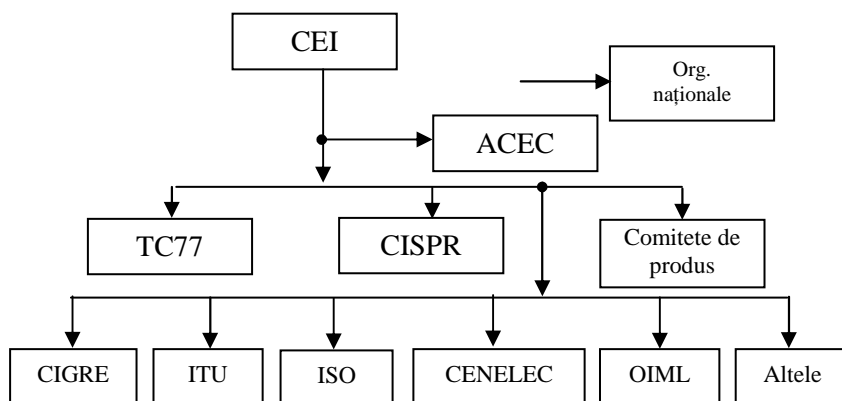 CEI
Org.
naționale
ACEC
TC77
CISPR
Comitete de
produs
CIGRE
ITU
ISO
CENELEC
OIML
Altele